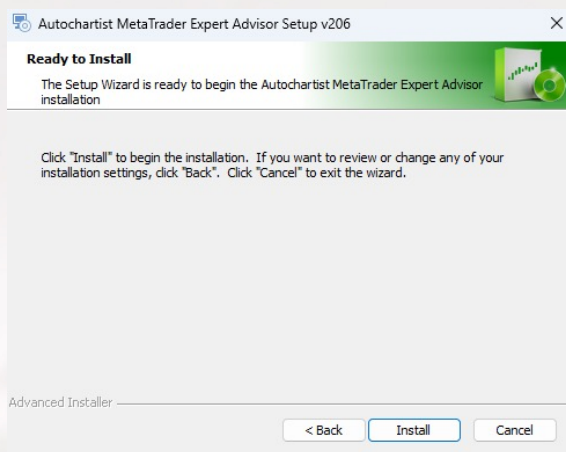 Autochartist MetaTrader Expert Advisor Setup v206
Ready to Install
The Setup Wizard is ready to begin the Autochartist MetaTrader Expert Advisor
installation
Click "Install" to begin the installation. If you want to review or change any of your
installation settings, click "Back". Click "Cancel" to exit the wizard.
Advanced Installer
< Back Install Cancel